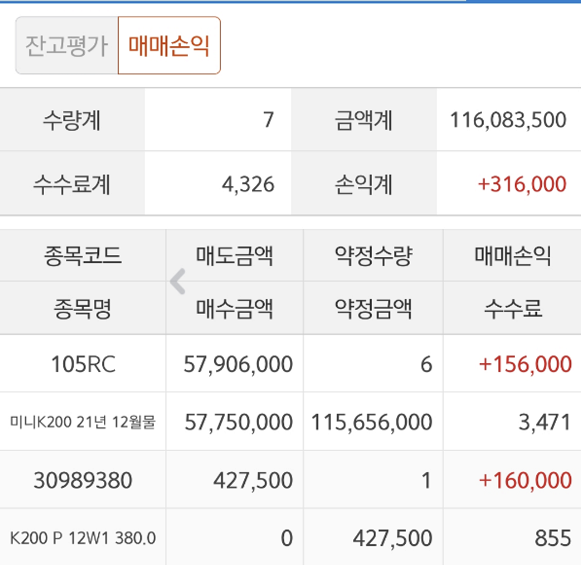 잔고평가 매매손익
수량계 7 금액계 116,083,500
수수료계 4,326 손익계 +316,000
종목코드 매도금액 약정수량 매매손익
종목명 매수금액 약정금액 수수료
105RC 57,906,000 6 +156,000
미니K200 21년 12월물 57,750,000 115,656,000 3,471
30989380 427,500 1 +160,000
K200 P 12W1 380.0 0 427,500 855